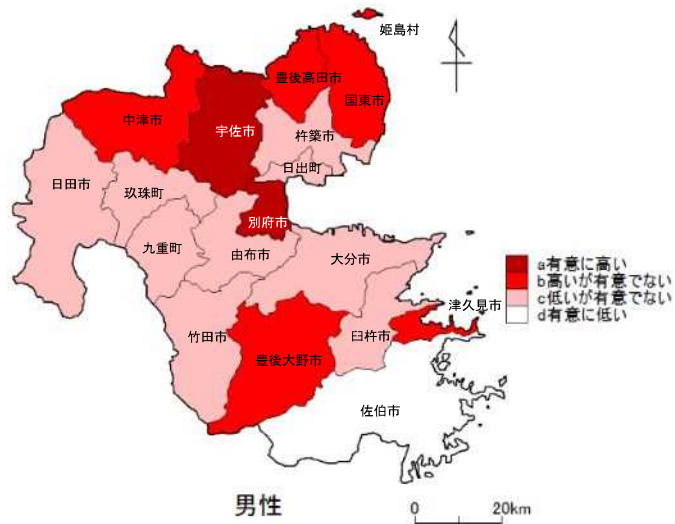 姫島村
豊後高田市
国東市
中津市
宇佐市
杵築市
日出町
日田市
玖珠町
別府市
九重町
由布市
大分市
a有意に高い
b高いが有意でない
c低いが有意でない
d有意に低い
津久見市
竹田市
臼杵市
豊後大野市
佐伯市
男性
0
20km